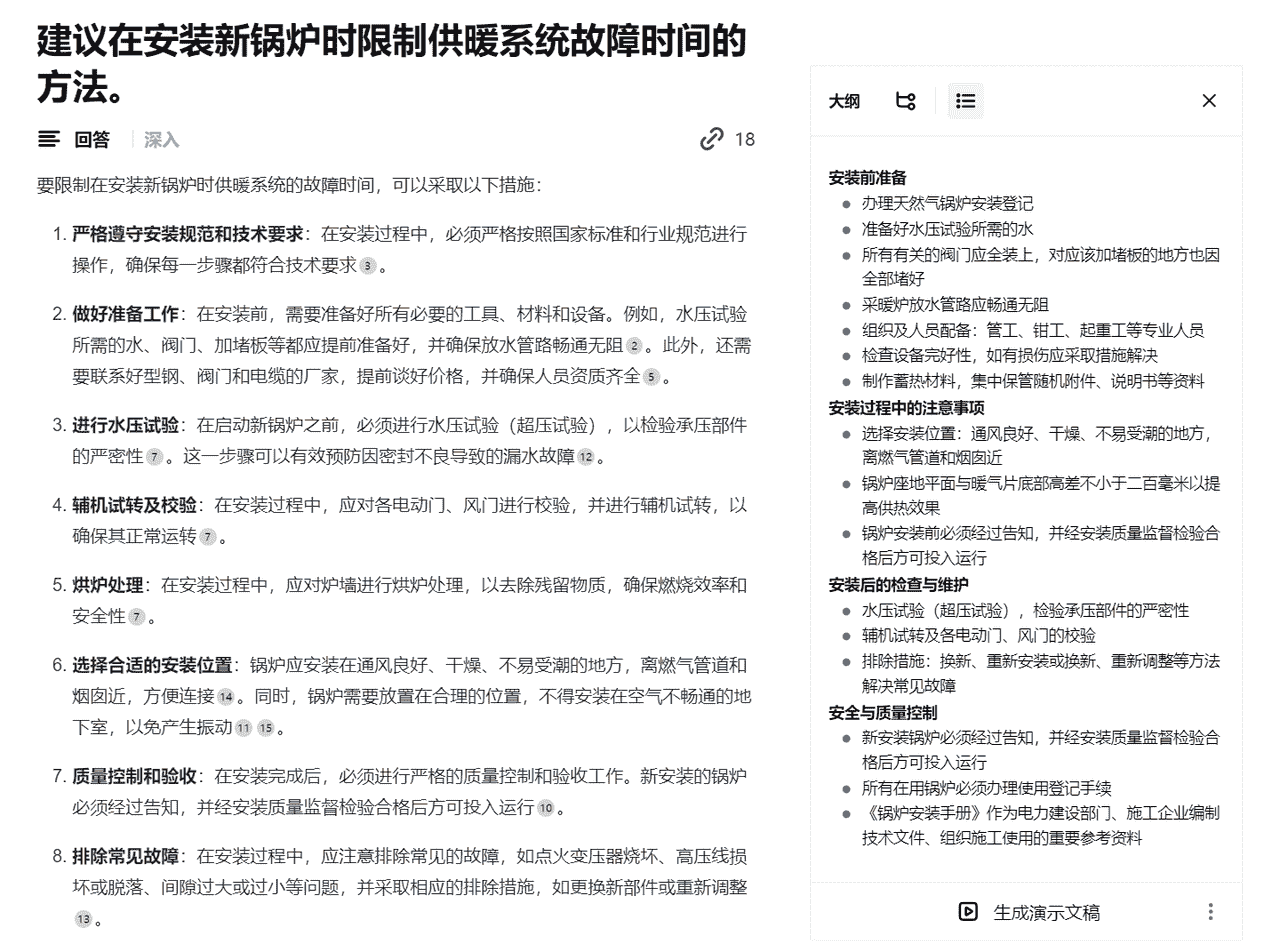 建议在安装新锅炉时限制供暖系统故障时间的
方法。
回答
深入
18
要限制在安装新锅炉时供暖系统的故障时间，可以采取以下措施：
1. 严格遵守安装规范和技术要求：在安装过程中，必须严格按照国家标准和行业规范进行
操作，确保每一步骤都符合技术要求 3 。
2. 做好准备工作：在安装前，需要准备好所有必要的工具、材料和设备。例如，水压试验
所需的水、阀门、加堵板等都应提前准备好，并确保放水管路畅通无阻 2 。此外，还需
要联系好型钢、阀门和电缆的厂家，提前谈好价格，并确保人员资质齐全 5 。
3. 进行水压试验：在启动新锅炉之前，必须进行水压试验（超压试验），以检验承压部件
的严密性 7 。这一步骤可以有效预防因密封不良导致的漏水故障 12 。
4. 辅机试转及校验：在安装过程中，应对各电动门、风门进行校验，并进行辅机试转，以
确保其正常运转 7 。
5. 烘炉处理：在安装过程中，应对炉墙进行烘炉处理，以去除残留物质，确保燃烧效率和
安全性 7 。
6. 选择合适的安装位置：锅炉应安装在通风良好、干燥、不易受潮的地方，离燃气管道和
烟囱近，方便连接 14 。同时，锅炉需要放置在合理的位置，不得安装在空气不畅通的地
下室，以免产生振动 11 15 。
7. 质量控制和验收：在安装完成后，必须进行严格的质量控制和验收工作。新安装的锅炉
必须经过告知，并经安装质量监督检验合格后方可投入运行 10 。
8. 排除常见故障：在安装过程中，应注意排除常见的故障，如点火变压器烧坏、高压线损
坏或脱落、间隙过大或过小等问题，并采取相应的排除措施，如更换新部件或重新调整
13 。
大纲
安装前准备
办理天然气锅炉安装登记
准备好水压试验所需的水
所有有关的阀门应全装上，对应该加堵板的地方也因
全部堵好
采暖炉放水管路应畅通无阻
组织及人员配备：管工、钳工、起重工等专业人员
检查设备完好性，如有损伤应采取措施解决
制作蓄热材料，集中保管随机附件、说明书等资料
安装过程中的注意事项
选择安装位置：通风良好、干燥、不易受潮的地方，
离燃气管道和烟囱近
锅炉座地平面与暖气片底部高差不小于二百毫米以提
高供热效果
锅炉安装前必须经过告知，并经安装质量监督检验合
格后方可投入运行
安装后的检查与维护
水压试验（超压试验），检验承压部件的严密性
辅机试转及各电动门、风门的校验
排除措施：换新、重新安装或换新、重新调整等方法
解决常见故障
安全与质量控制
新安装锅炉必须经过告知，并经安装质量监督检验合
格后方可投入运行
所有在用锅炉必须办理使用登记手续
《锅炉安装手册》作为电力建设部门、施工企业编制
技术文件、组织施工使用的重要参考资料
生成演示文稿